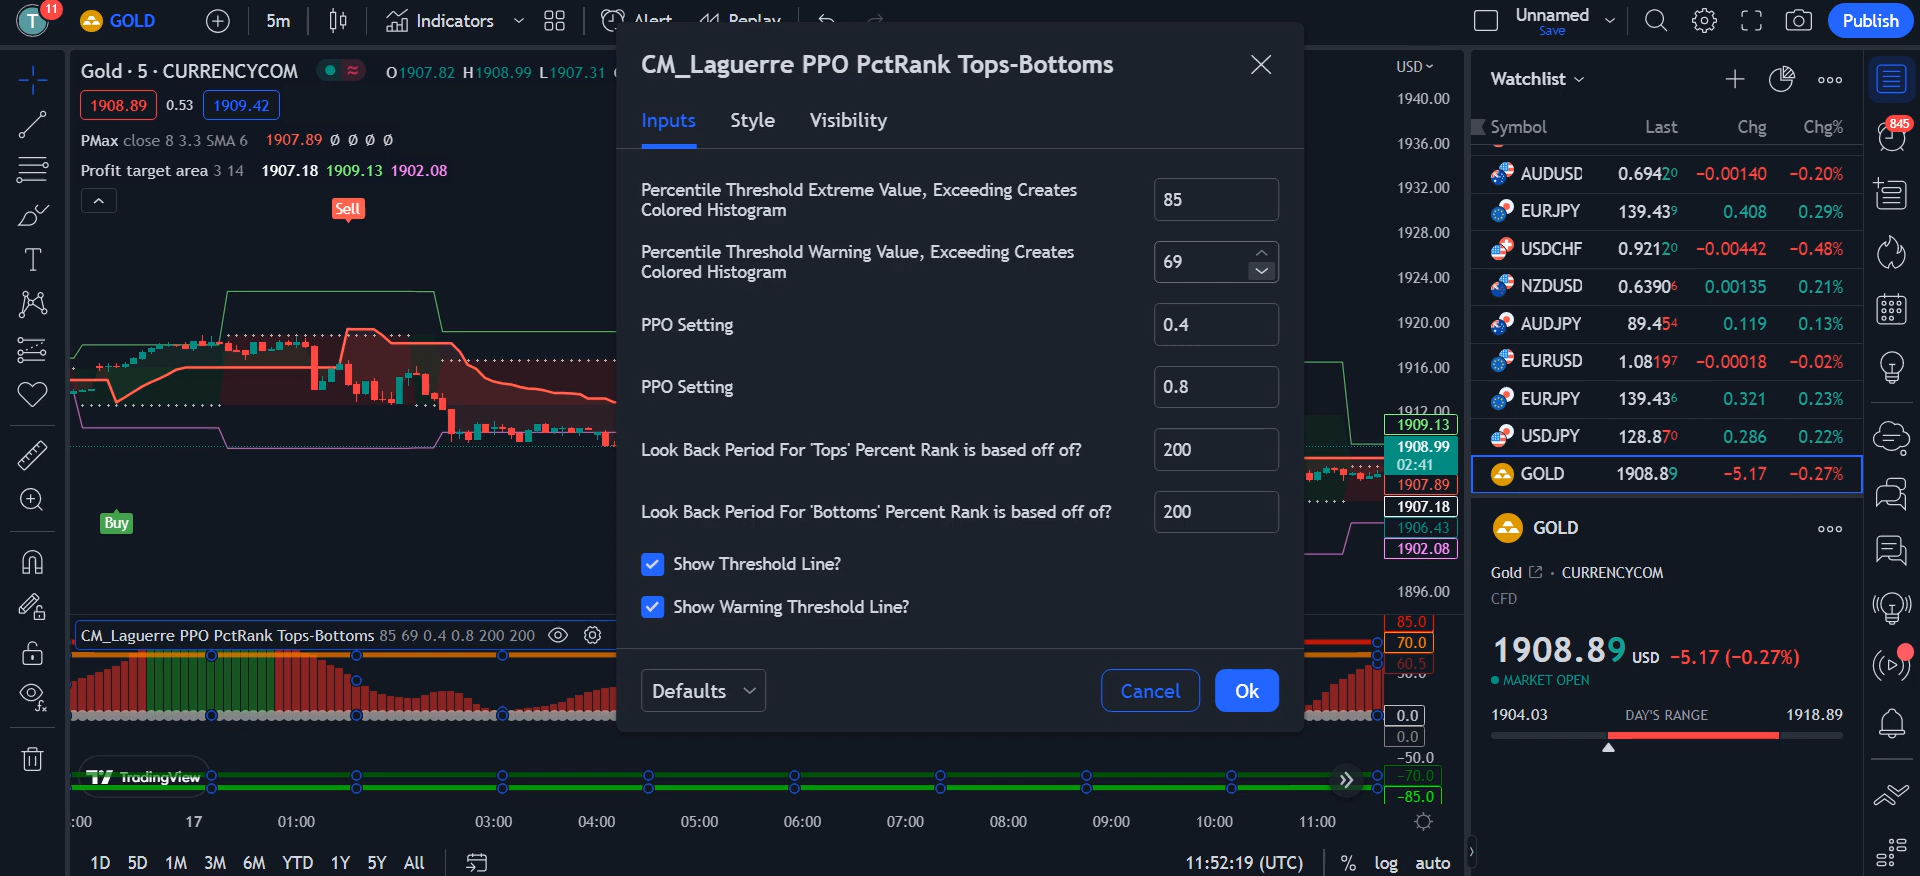 T
11
GOLD
5m
Indicators
Alert
Replay
Unnamed
Save
Publish
Gold · 5 · CURRENCYCOM
O1907.82 H1908.99 L1907.31
1908.89
0.53
1909.42
PMax close 8 3.3 SMA 6 1907.89 Ø Ø Ø Ø
Profit target area 3 14 1907.18 1909.13 1902.08
Sell
Buy
CM_Laguerre PPO PctRank Tops-Bottoms 85 69 0.4 0.8 200 200
TradingView
CM_Laguerre PPO PctRank Tops-Bottoms
Inputs
Style
Visibility
Percentile Threshold Extreme Value, Exceeding Creates
Colored Histogram
85
Percentile Threshold Warning Value, Exceeding Creates
Colored Histogram
69
PPO Setting
0.4
PPO Setting
0.8
Look Back Period For 'Tops' Percent Rank is based off of?
200
Look Back Period For 'Bottoms' Percent Rank is based off of?
200
Show Threshold Line?
Show Warning Threshold Line?
Defaults
Cancel
Ok
USD
1940.00
1936.00
1932.00
1928.00
1924.00
1920.00
1916.00
1912.00
1909.13
1908.99
02:41
1907.89
1907.18
1906.43
1902.08
1896.00
85.0
70.0
60.5
0.0
0.0
-50.0
-70.0
-85.0
:00
17
01:00
03:00
04:00
05:00
06:00
07:00
08:00
09:00
10:00
11:00
1D
5D
1M
3M
6M
YTD
1Y
5Y
All
11:52:19 (UTC)
%
log
auto
Watchlist
Symbol Last Chg Chg%
AUDUSD 0.69420 -0.00140 -0.20%
EURJPY 139.439 0.408 0.29%
USDCHF 0.92120 -0.00442 -0.48%
NZDUSD 0.63906 0.00135 0.21%
AUDJPY 89.454 0.119 0.13%
EURUSD 1.08197 -0.00018 -0.02%
EURJPY 139.436 0.321 0.23%
USDJPY 128.870 0.286 0.22%
GOLD 1908.89 -5.17 -0.27%
GOLD
Gold · CURRENCYCOM
CFD
1908.89 USD -5.17 (-0.27%)
MARKET OPEN
1904.03 DAY'S RANGE 1918.89
845